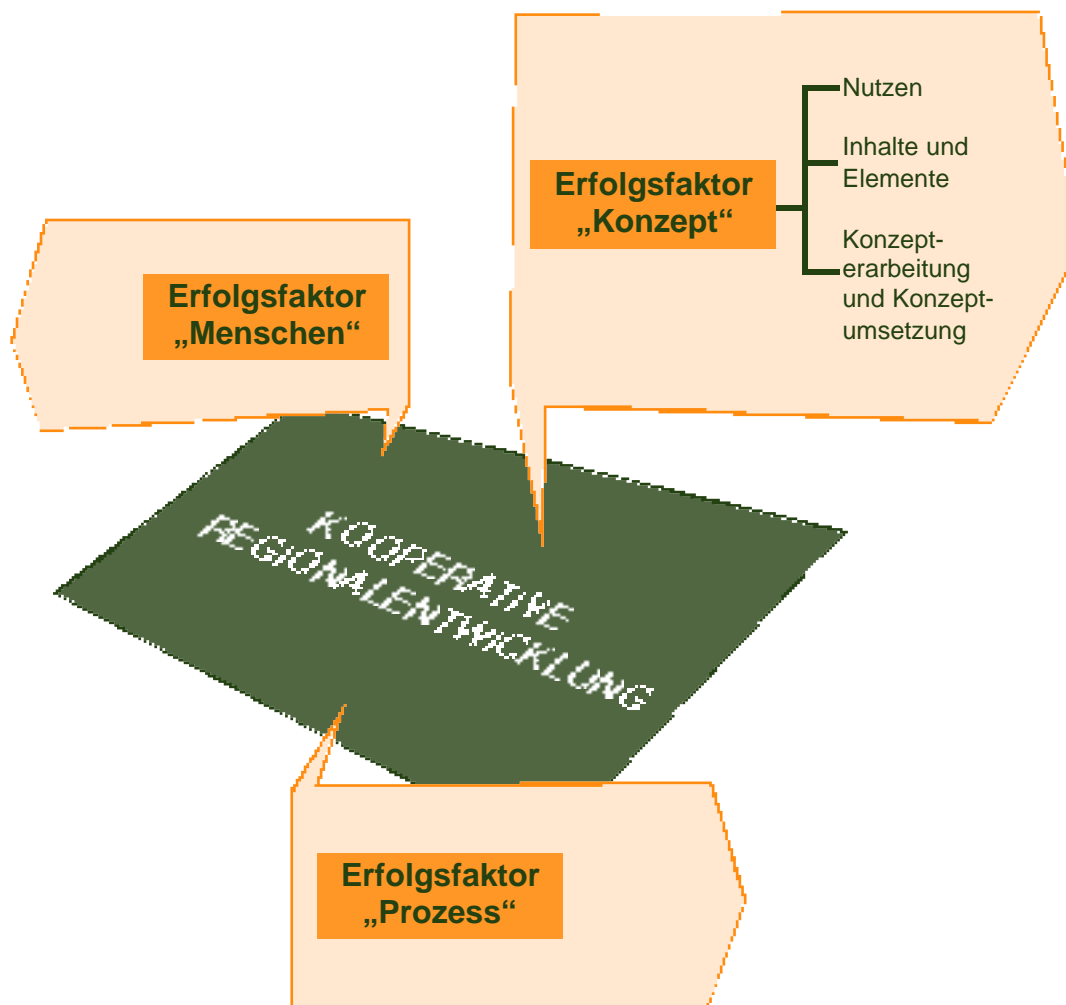 Erfolgsfaktor
„Konzept“
Nutzen
Inhalte und
Elemente
Konzept-
erarbeitung
und Konzept-
umsetzung
Erfolgsfaktor
„Menschen“
KOOPERATIVE
REGIONALENTWICKLUNG
Erfolgsfaktor
„Prozess“